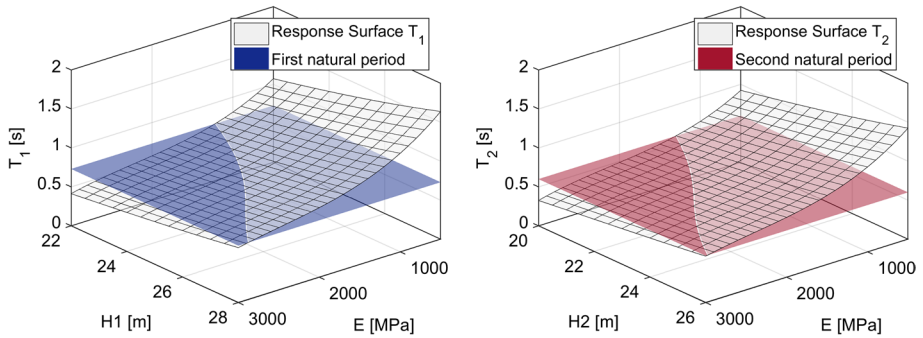 Response Surface T1
First natural period
2
1.5
1
0.5
0
T1 [s]
22
24
26
28
H1 [m]
3000
2000
1000
E [MPa]
Response Surface T2
Second natural period
2
1.5
1
0.5
0
T2 [s]
20
22
24
26
H2 [m]
3000
2000
1000
E [MPa]